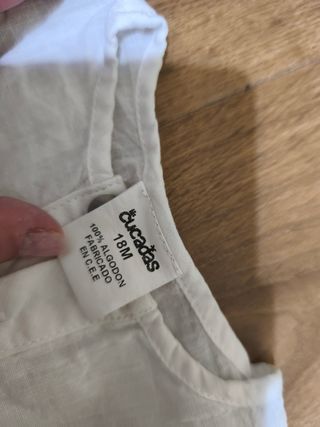 cucadas
18M
100% ALGODON
FABRICADO
EN C.E.E